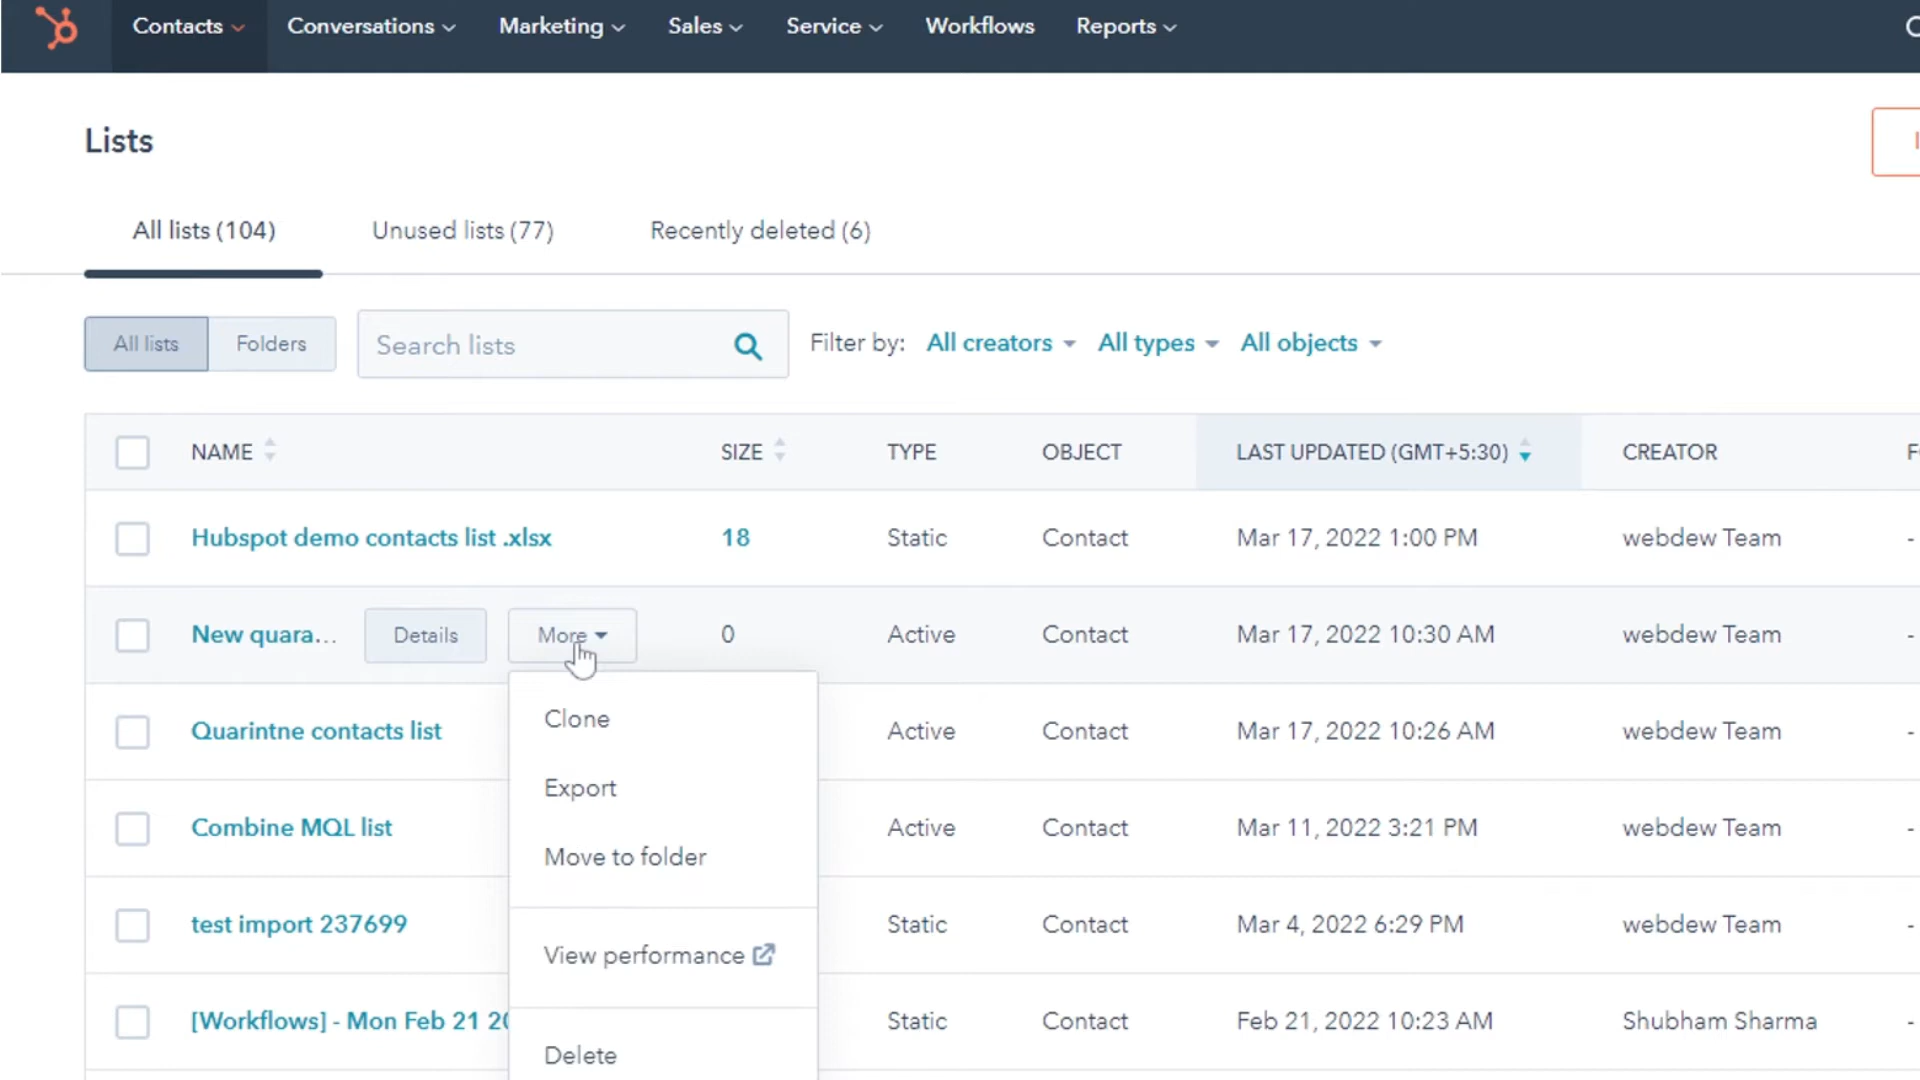 Contacts Conversations Marketing Sales Service Workflows Reports
Lists
All lists (104) Unused lists (77) Recently deleted (6)
All lists Folders Search lists Filter by: All creators All types All objects
NAME SIZE TYPE OBJECT LAST UPDATED (GMT+5:30) CREATOR
Hubspot demo contacts list .xlsx 18 Static Contact Mar 17, 2022 1:00 PM webdew Team -
New quara... Details More 0 Active Contact Mar 17, 2022 10:30 AM webdew Team -
Clone
Quarintne contacts list Active Contact Mar 17, 2022 10:26 AM webdew Team -
Export
Combine MQL list Active Contact Mar 11, 2022 3:21 PM webdew Team -
Move to folder
test import 237699 Static Contact Mar 4, 2022 6:29 PM webdew Team -
View performance
[Workflows] - Mon Feb 21 Static Contact Feb 21, 2022 10:23 AM Shubham Sharma -
Delete